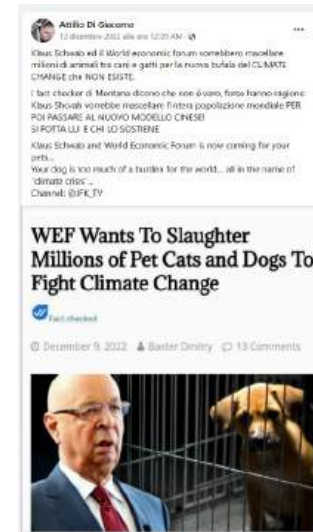 Attilio Di Giacomo
12 dicembre 2022 alle ore 12:09 AM
Klaus Schwab ed il World economic forum vorrebbero macellare
milioni di animali tra cani e gatti per la nuova bufala del CLIMATE
CHANGE che NON ESISTE.
I fact checker di Mentana dicono che non è vero, forse hanno ragione:
Klaus Shovab vorrebbe mascellare l'intera popolazione mondiale PER
POI PASSARE AL NUOVO MODELLO CINESE!
SI FOTTA LUI E CHI LO SOSTIENE
Klaus Schwab and World Economic Forum is now coming for your
pets...
Your dog is too much of a burden for the world... all in the name of
"climate crisis"...
Channel: @JFK_TV
WEF Wants To Slaughter
Millions of Pet Cats and Dogs To
Fight Climate Change
Fact checked
December 9, 2022 Baxter Dmitry 13 Comments